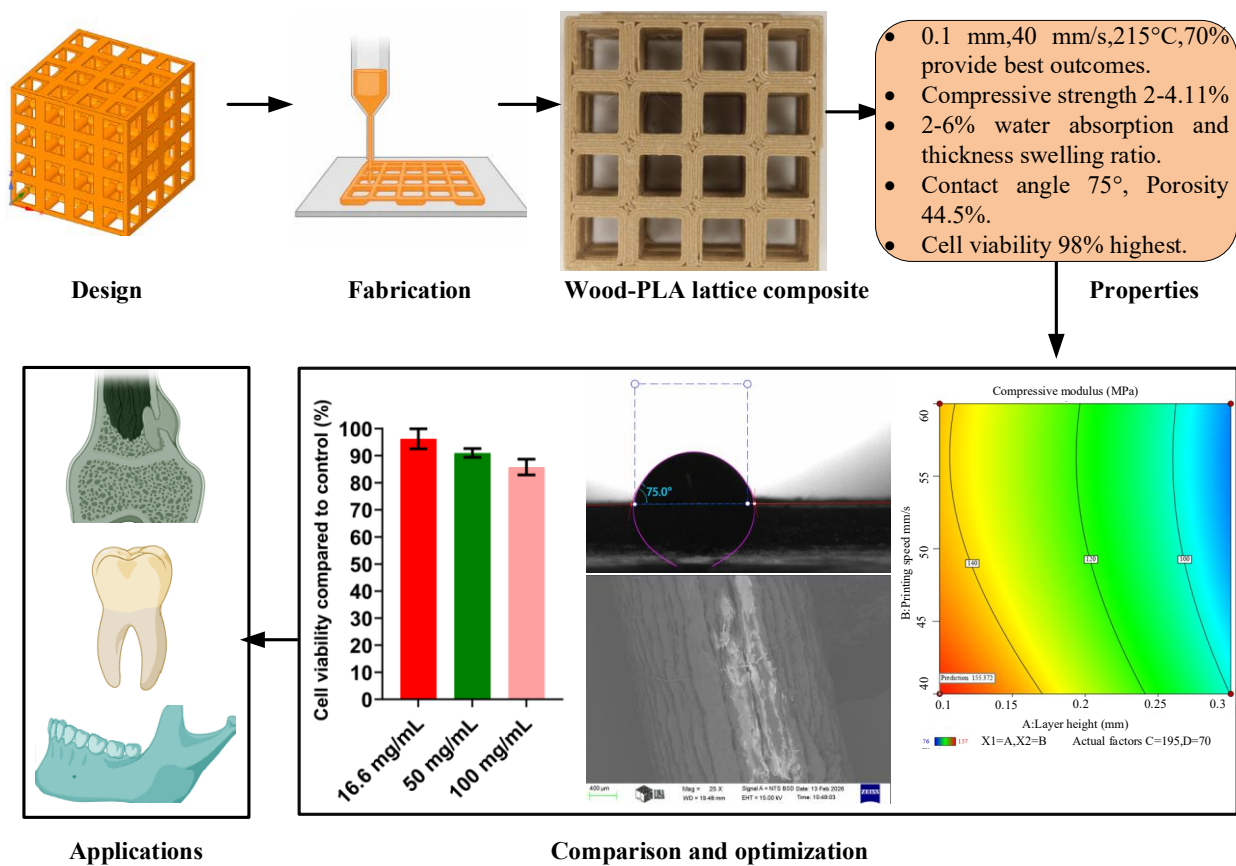 • 0.1 mm,40 mm/s,215°C,70%
provide best outcomes.
• Compressive strength 2-4.11%
• 2-6% water absorption and
thickness swelling ratio.
• Contact angle 75°, Porosity
44.5%.
• Cell viability 98% highest.
Design
Fabrication
Wood-PLA lattice composite
Properties
Cell viability compared to control (%)
100
90
80
70
60
50
40
30
20
10
0
16.6 mg/mL
50 mg/mL
100 mg/mL
75.0°
400 µm
Mag = 25 X
WD = 19.46 mm
Signal A = NTS BSD
EHT = 15.00 kV
Date: 13 Feb 2026
Time: 10:49:03
ZEISS
Compressive modulus (MPa)
B:Printing speed mm/s
60
55
50
45
40
140
120
100
Prediction 155.372
0.1
0.15
0.2
0.25
0.3
A:Layer height (mm)
76
157
X1=A,X2=B
Actual factors C=195,D=70
Applications
Comparison and optimization